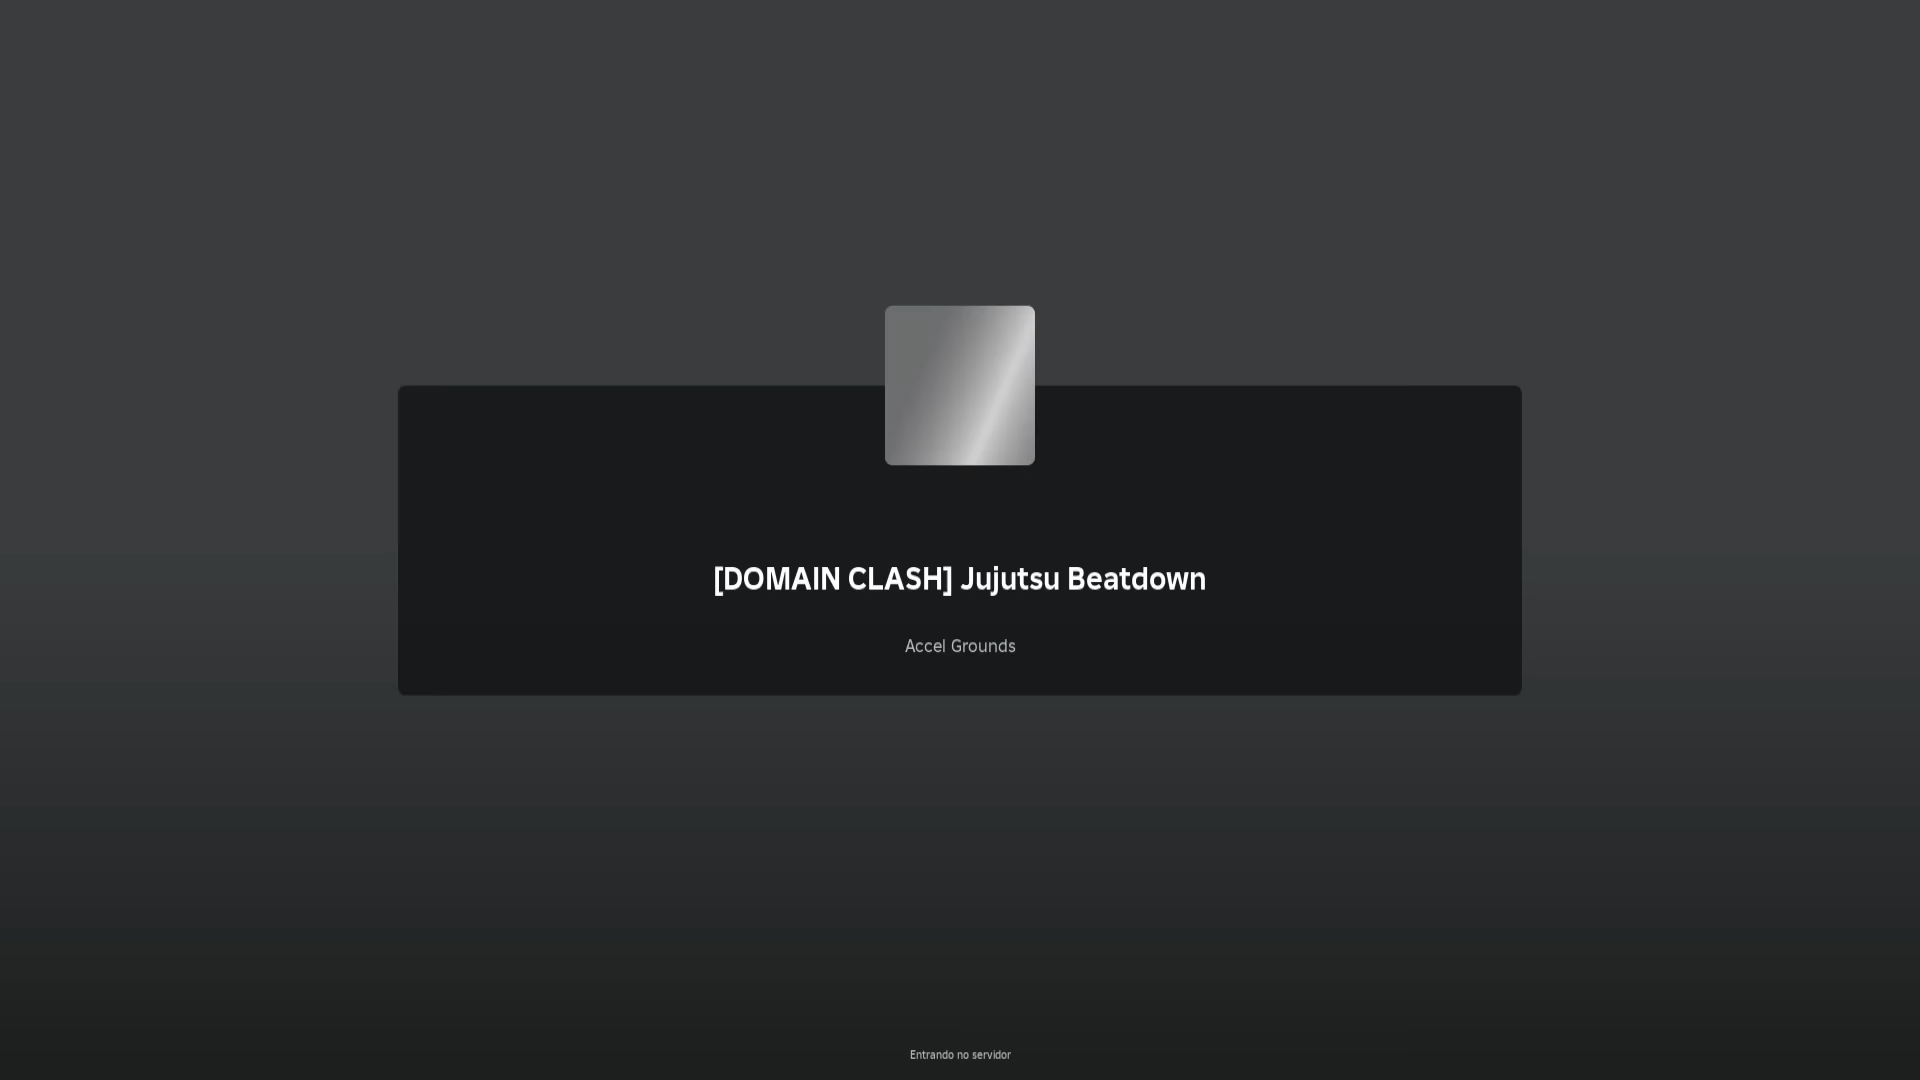 [DOMAIN CLASH] Jujutsu Beatdown
Accel Grounds
Entrando no servidor